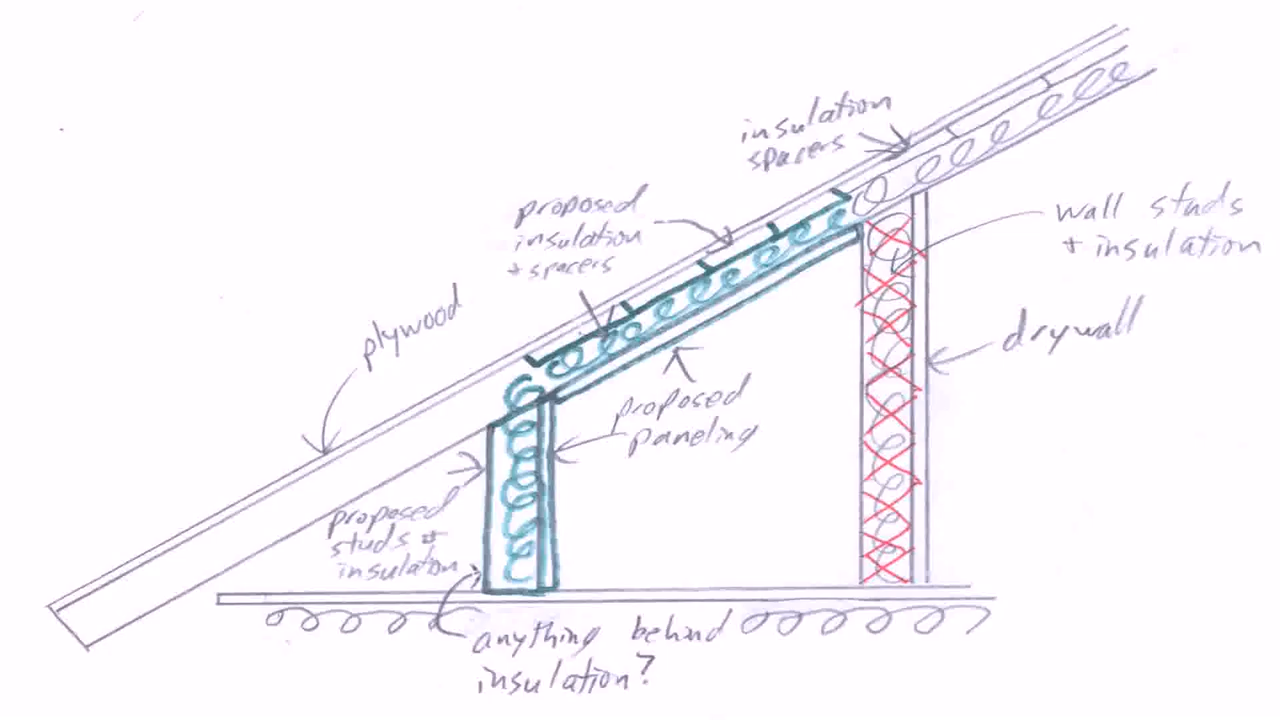 insulation
spacers
proposed
insulation
+ spacers
wall studs
+ insulation
plywood
drywall
proposed
paneling
proposed
studs +
insulation
anything behind
insulation?